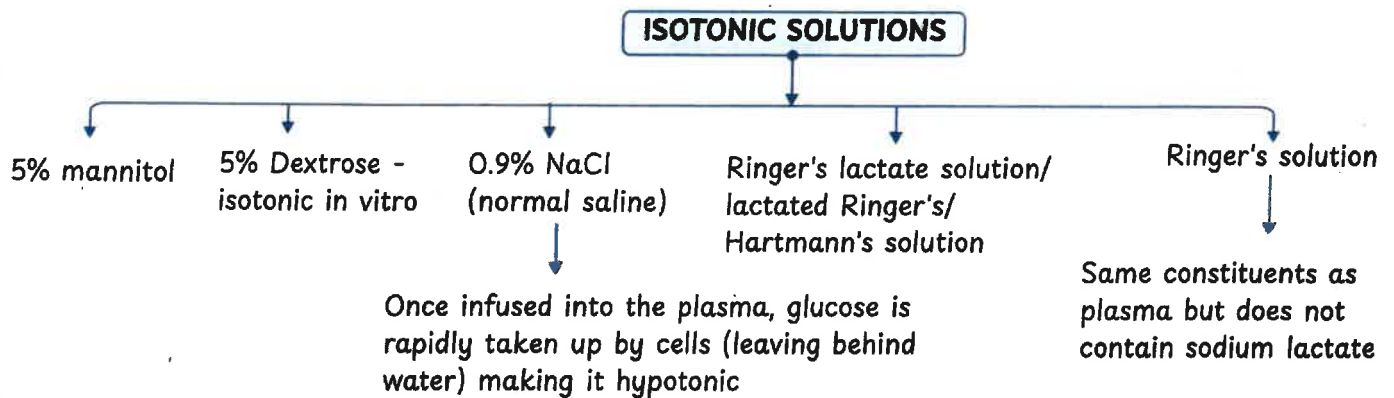 ISOTONIC SOLUTIONS
5% mannitol
5% Dextrose -
isotonic in vitro
0.9% NaCl
(normal saline)
Ringer's lactate solution/
lactated Ringer's/
Hartmann's solution
Ringer's solution
Once infused into the plasma, glucose is
rapidly taken up by cells (leaving behind
water) making it hypotonic
Same constituents as
plasma but does not
contain sodium lactate